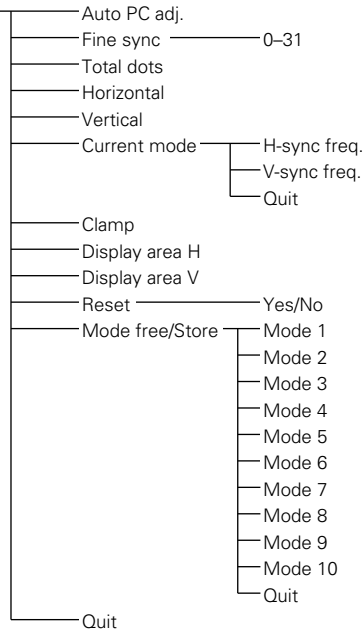 Auto PC adj.
Fine sync 0–31
Total dots
Horizontal
Vertical
Current mode H-sync freq.
V-sync freq.
Quit
Clamp
Display area H
Display area V
Reset Yes/No
Mode free/Store Mode 1
Mode 2
Mode 3
Mode 4
Mode 5
Mode 6
Mode 7
Mode 8
Mode 9
Mode 10
Quit
Quit